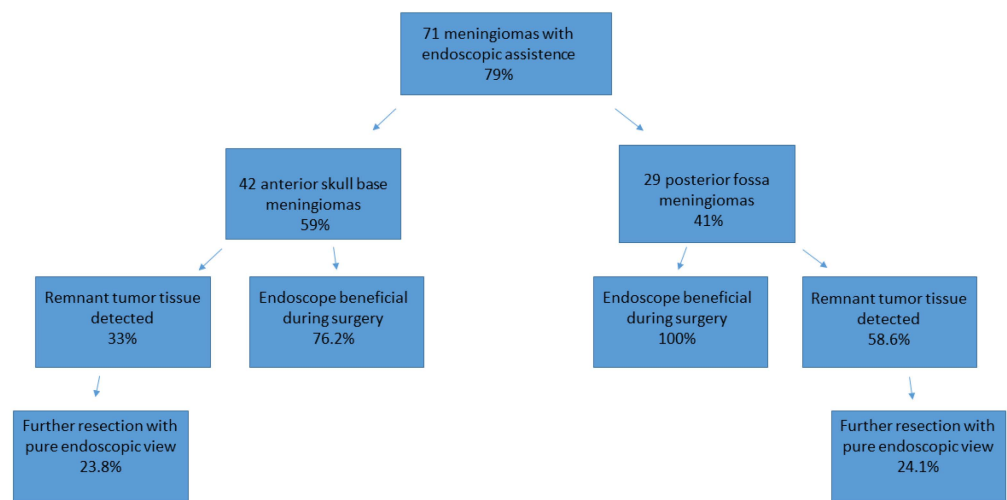 71 meningiomas with
endoscopic assistence
79%
42 anterior skull base
meningiomas
59%
29 posterior fossa
meningiomas
41%
Remnant tumor tissue
detected
33%
Endoscope beneficial
during surgery
76.2%
Endoscope beneficial
during surgery
100%
Remnant tumor tissue
detected
58.6%
Further resection with
pure endoscopic view
23.8%
Further resection with
pure endoscopic view
24.1%